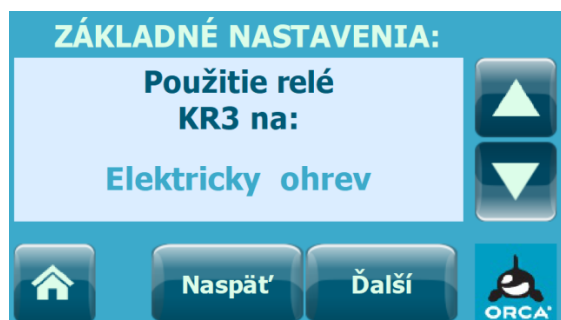 ZÁKLADNÉ NASTAVENIA:
Použitie relé
KR3 na:
Elektricky ohrev
Naspäť
Ďalší
ORCA